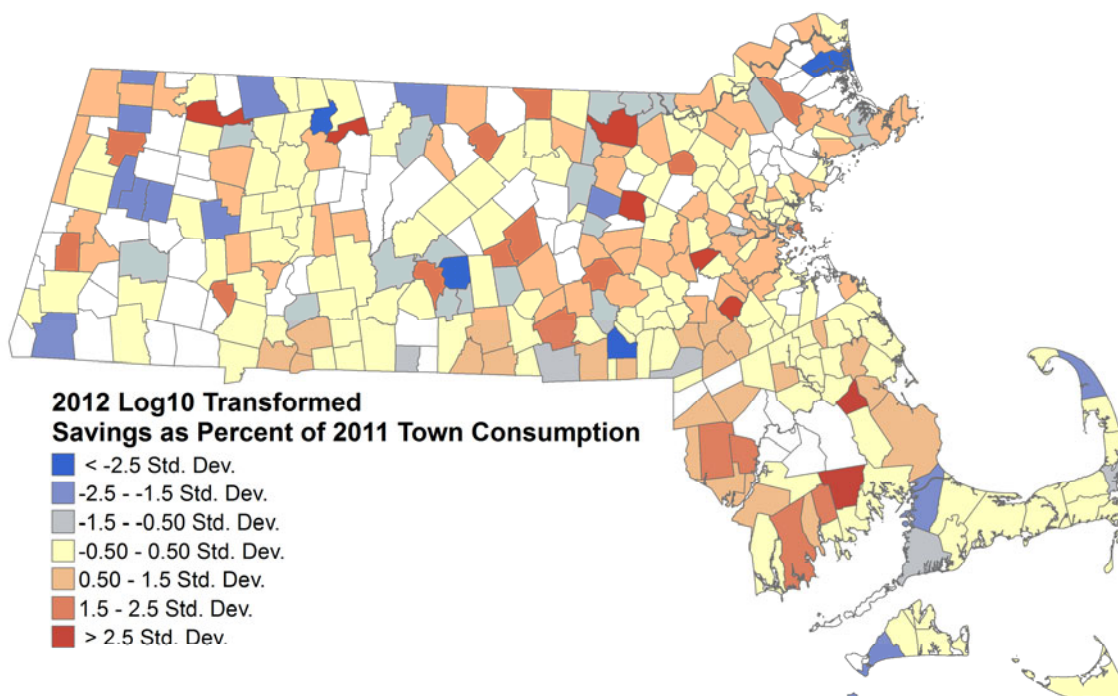 2012 Log10 Transformed
Savings as Percent of 2011 Town Consumption
< -2.5 Std. Dev.
-2.5 - -1.5 Std. Dev.
-1.5 - -0.50 Std. Dev.
-0.50 - 0.50 Std. Dev.
0.50 - 1.5 Std. Dev.
1.5 - 2.5 Std. Dev.
> 2.5 Std. Dev.